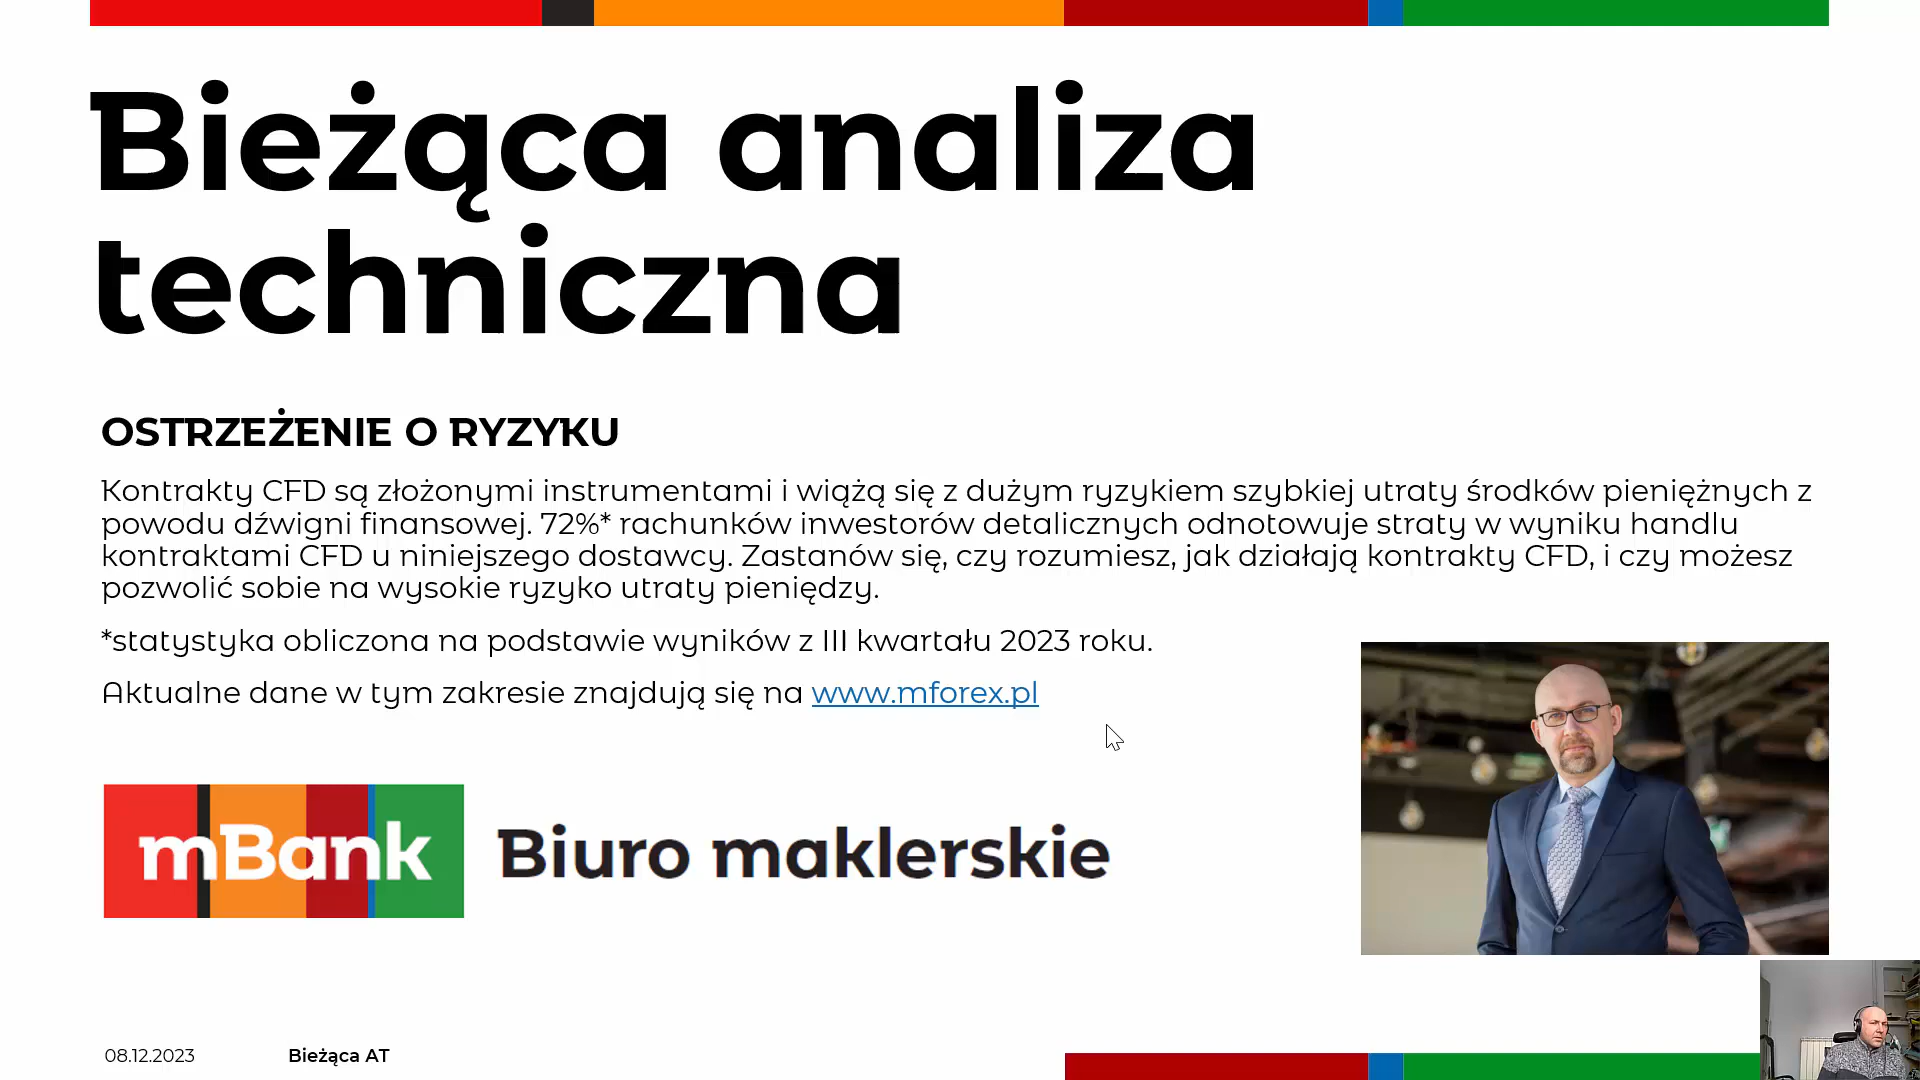 Bieżąca analiza
techniczna
OSTRZEŻENIE O RYZYKU
Kontrakty CFD są złożonymi instrumentami i wiążą się z dużym ryzykiem szybkiej utraty środków pieniężnych z
powodu dźwigni finansowej. 72%* rachunków inwestorów detalicznych odnotowuje straty w wyniku handlu
kontraktami CFD u niniejszego dostawcy. Zastanów się, czy rozumiesz, jak działają kontrakty CFD, i czy możesz
pozwolić sobie na wysokie ryzyko utraty pieniędzy.
*statystyka obliczona na podstawie wyników z III kwartału 2023 roku.
Aktualne dane w tym zakresie znajdują się na www.mforex.pl
mBank Biuro maklerskie
08.12.2023 Bieżąca AT